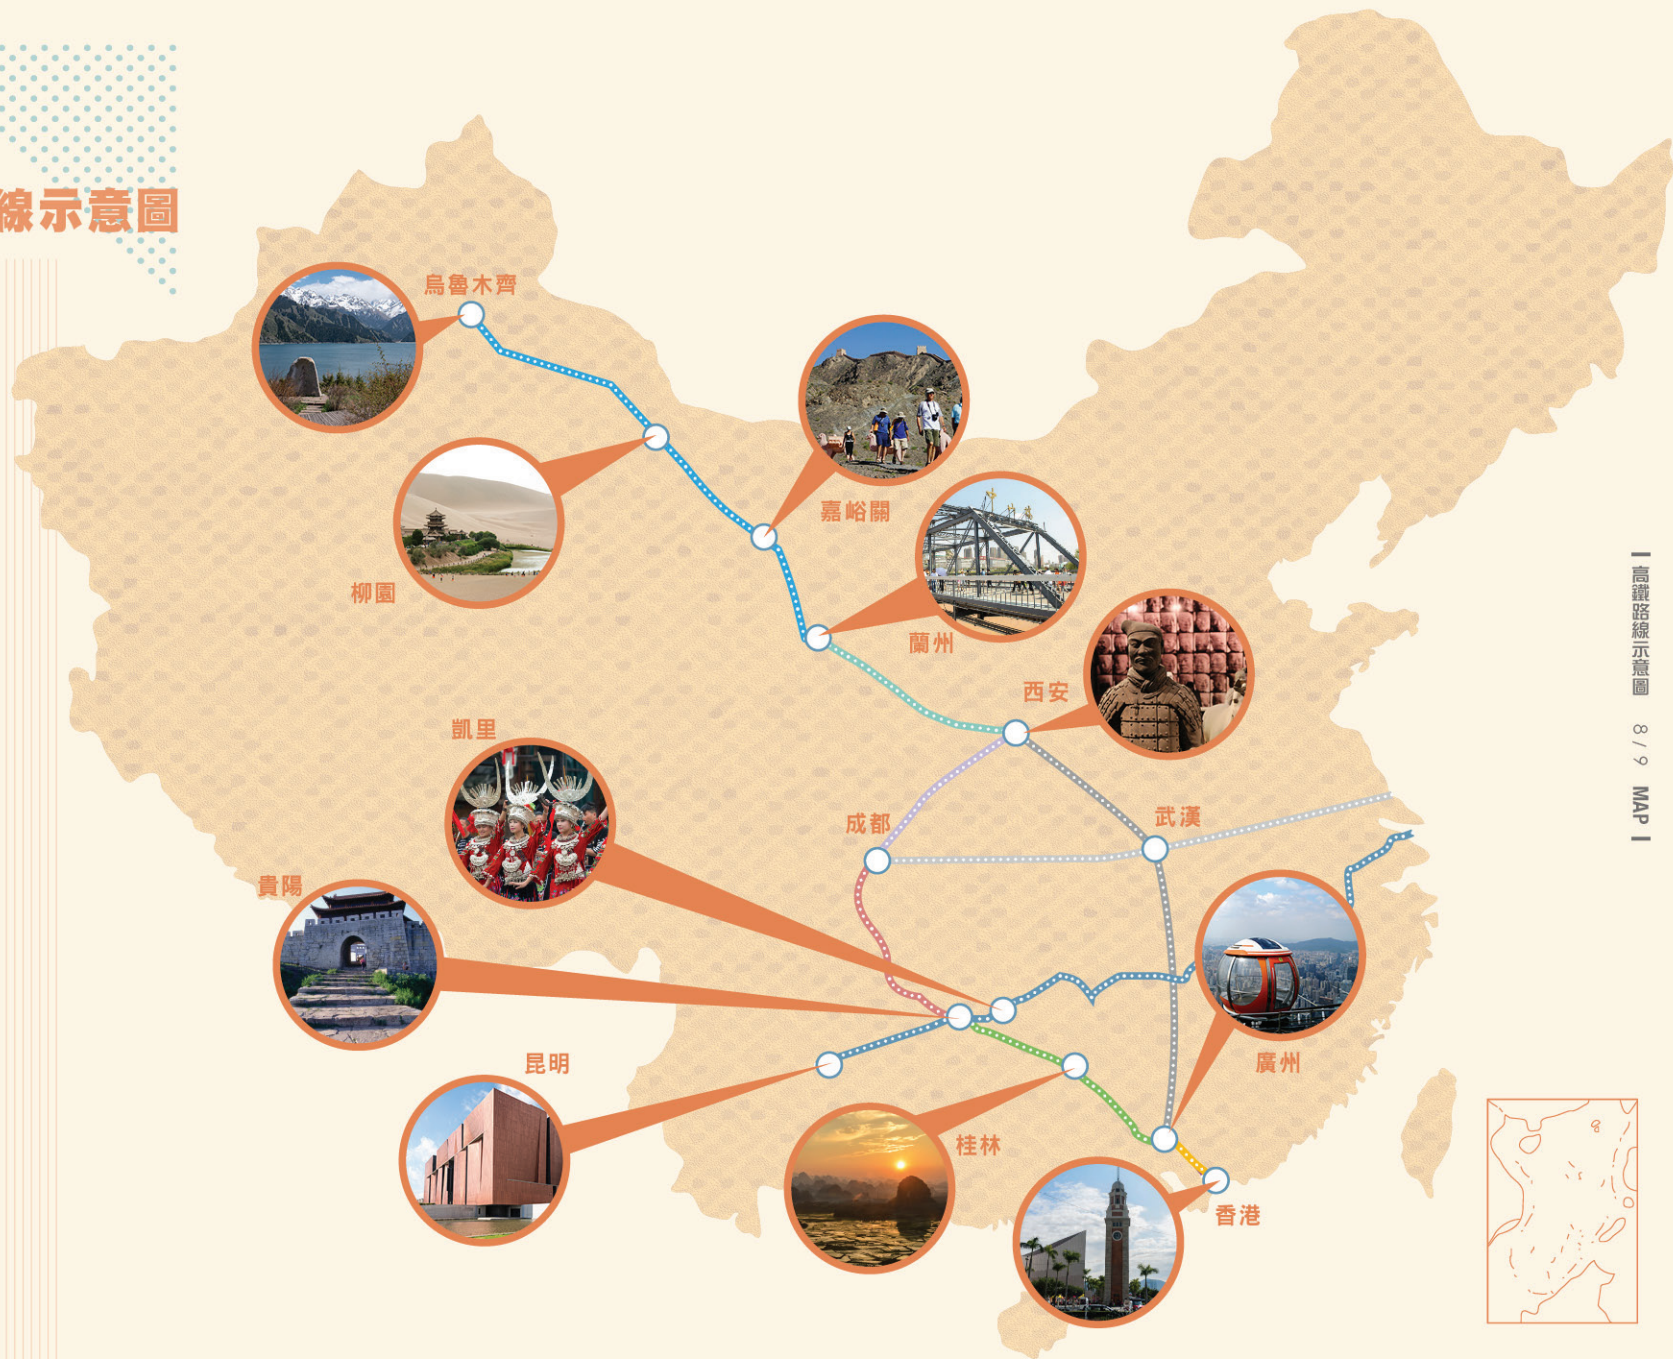 線示意圖
烏魯木齊
嘉峪關
柳園
蘭州
西安
凱里
成都
武漢
貴陽
昆明
廣州
桂林
香港
高鐵路線示意圖 8/9 MAP